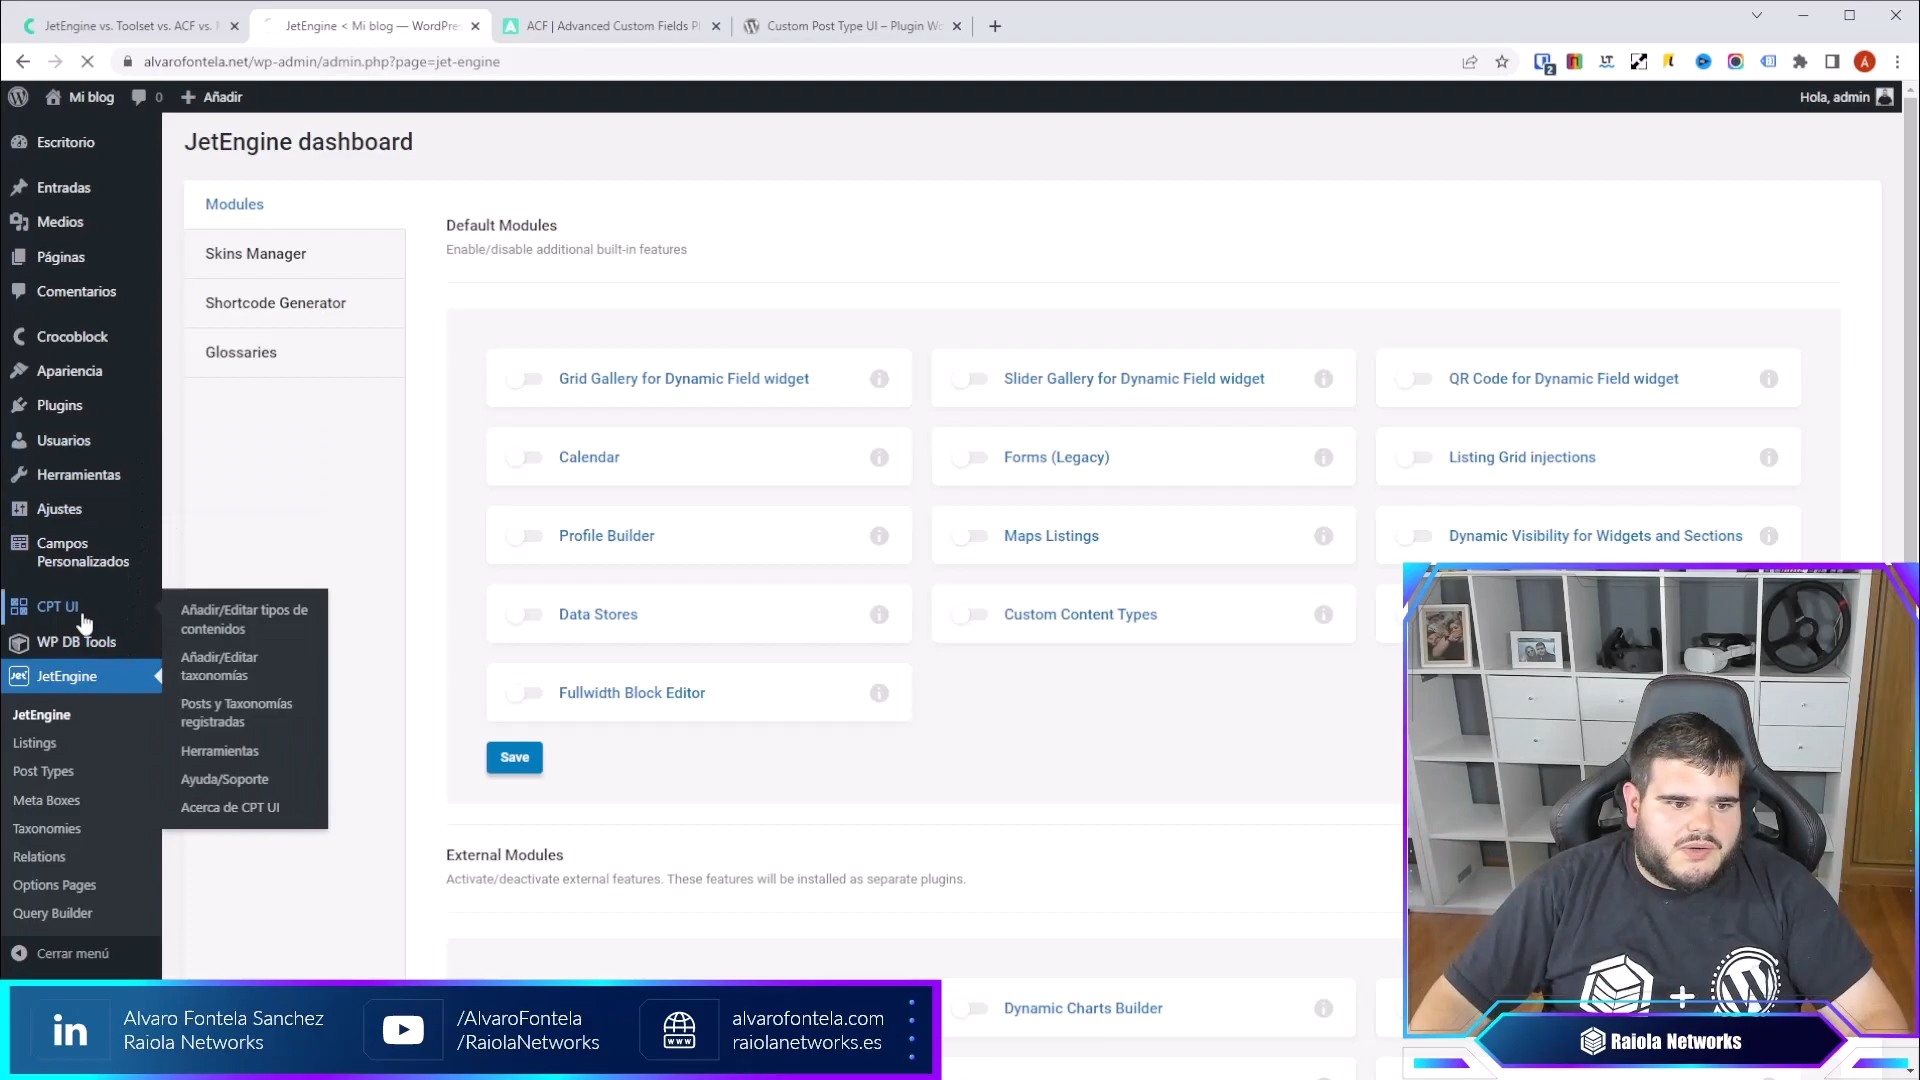 JetEngine vs. Toolset vs. ACF vs.
JetEngine < Mi blog — WordPres
ACF | Advanced Custom Fields Pl
Custom Post Type UI – Plugin Wo
alvarofontela.net/wp-admin/admin.php?page=jet-engine
2
A
Mi blog
0
Añadir
Hola, admin
Escritorio
Entradas
Medios
Páginas
Comentarios
Crocoblock
Apariencia
Plugins
Usuarios
Herramientas
Ajustes
Campos
Personalizados
CPT UI
WP DB Tools
JetEngine
JetEngine
Listings
Post Types
Meta Boxes
Taxonomies
Relations
Options Pages
Query Builder
Cerrar menú
Añadir/Editar tipos de
contenidos
Añadir/Editar
taxonomías
Posts y Taxonomías
registradas
Herramientas
Ayuda/Soporte
Acerca de CPT UI
JetEngine dashboard
Modules
Skins Manager
Shortcode Generator
Glossaries
Default Modules
Enable/disable additional built-in features
Grid Gallery for Dynamic Field widget
Slider Gallery for Dynamic Field widget
QR Code for Dynamic Field widget
Calendar
Forms (Legacy)
Listing Grid injections
Profile Builder
Maps Listings
Dynamic Visibility for Widgets and Sections
Data Stores
Custom Content Types
Fullwidth Block Editor
Save
External Modules
Activate/deactivate external features. These features will be installed as separate plugins.
Dynamic Charts Builder
in
Alvaro Fontela Sanchez
Raiola Networks
/AlvaroFontela
/RaiolaNetworks
WWW
alvarofontela.com
raiolanetworks.es
Raiola Networks